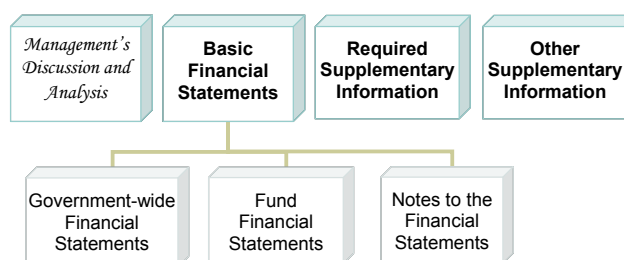 Management's
Discussion and
Analysis
Basic
Financial
Statements
Required
Supplementary
Information
Other
Supplementary
Information
Government-wide
Financial
Statements
Fund
Financial
Statements
Notes to the
Financial
Statements